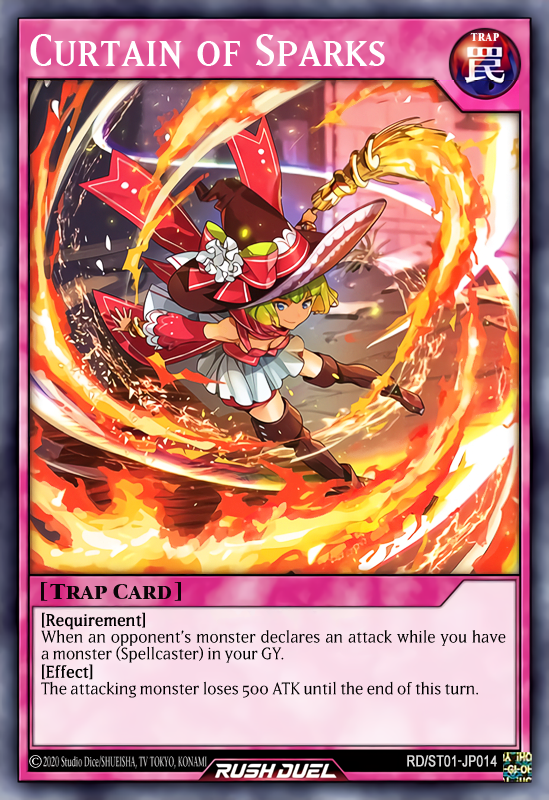 CURTAIN OF SPARKS
TRAP
罠
[TRAP CARD]
[Requirement]
When an opponent's monster declares an attack while you have
a monster (Spellcaster) in your GY.
[Effect]
The attacking monster loses 500 ATK until the end of this turn.
©2020 Studio Dice/SHUEISHA, TV TOKYO, KONAMI
RUSH DUEL
RD/ST01-JP014